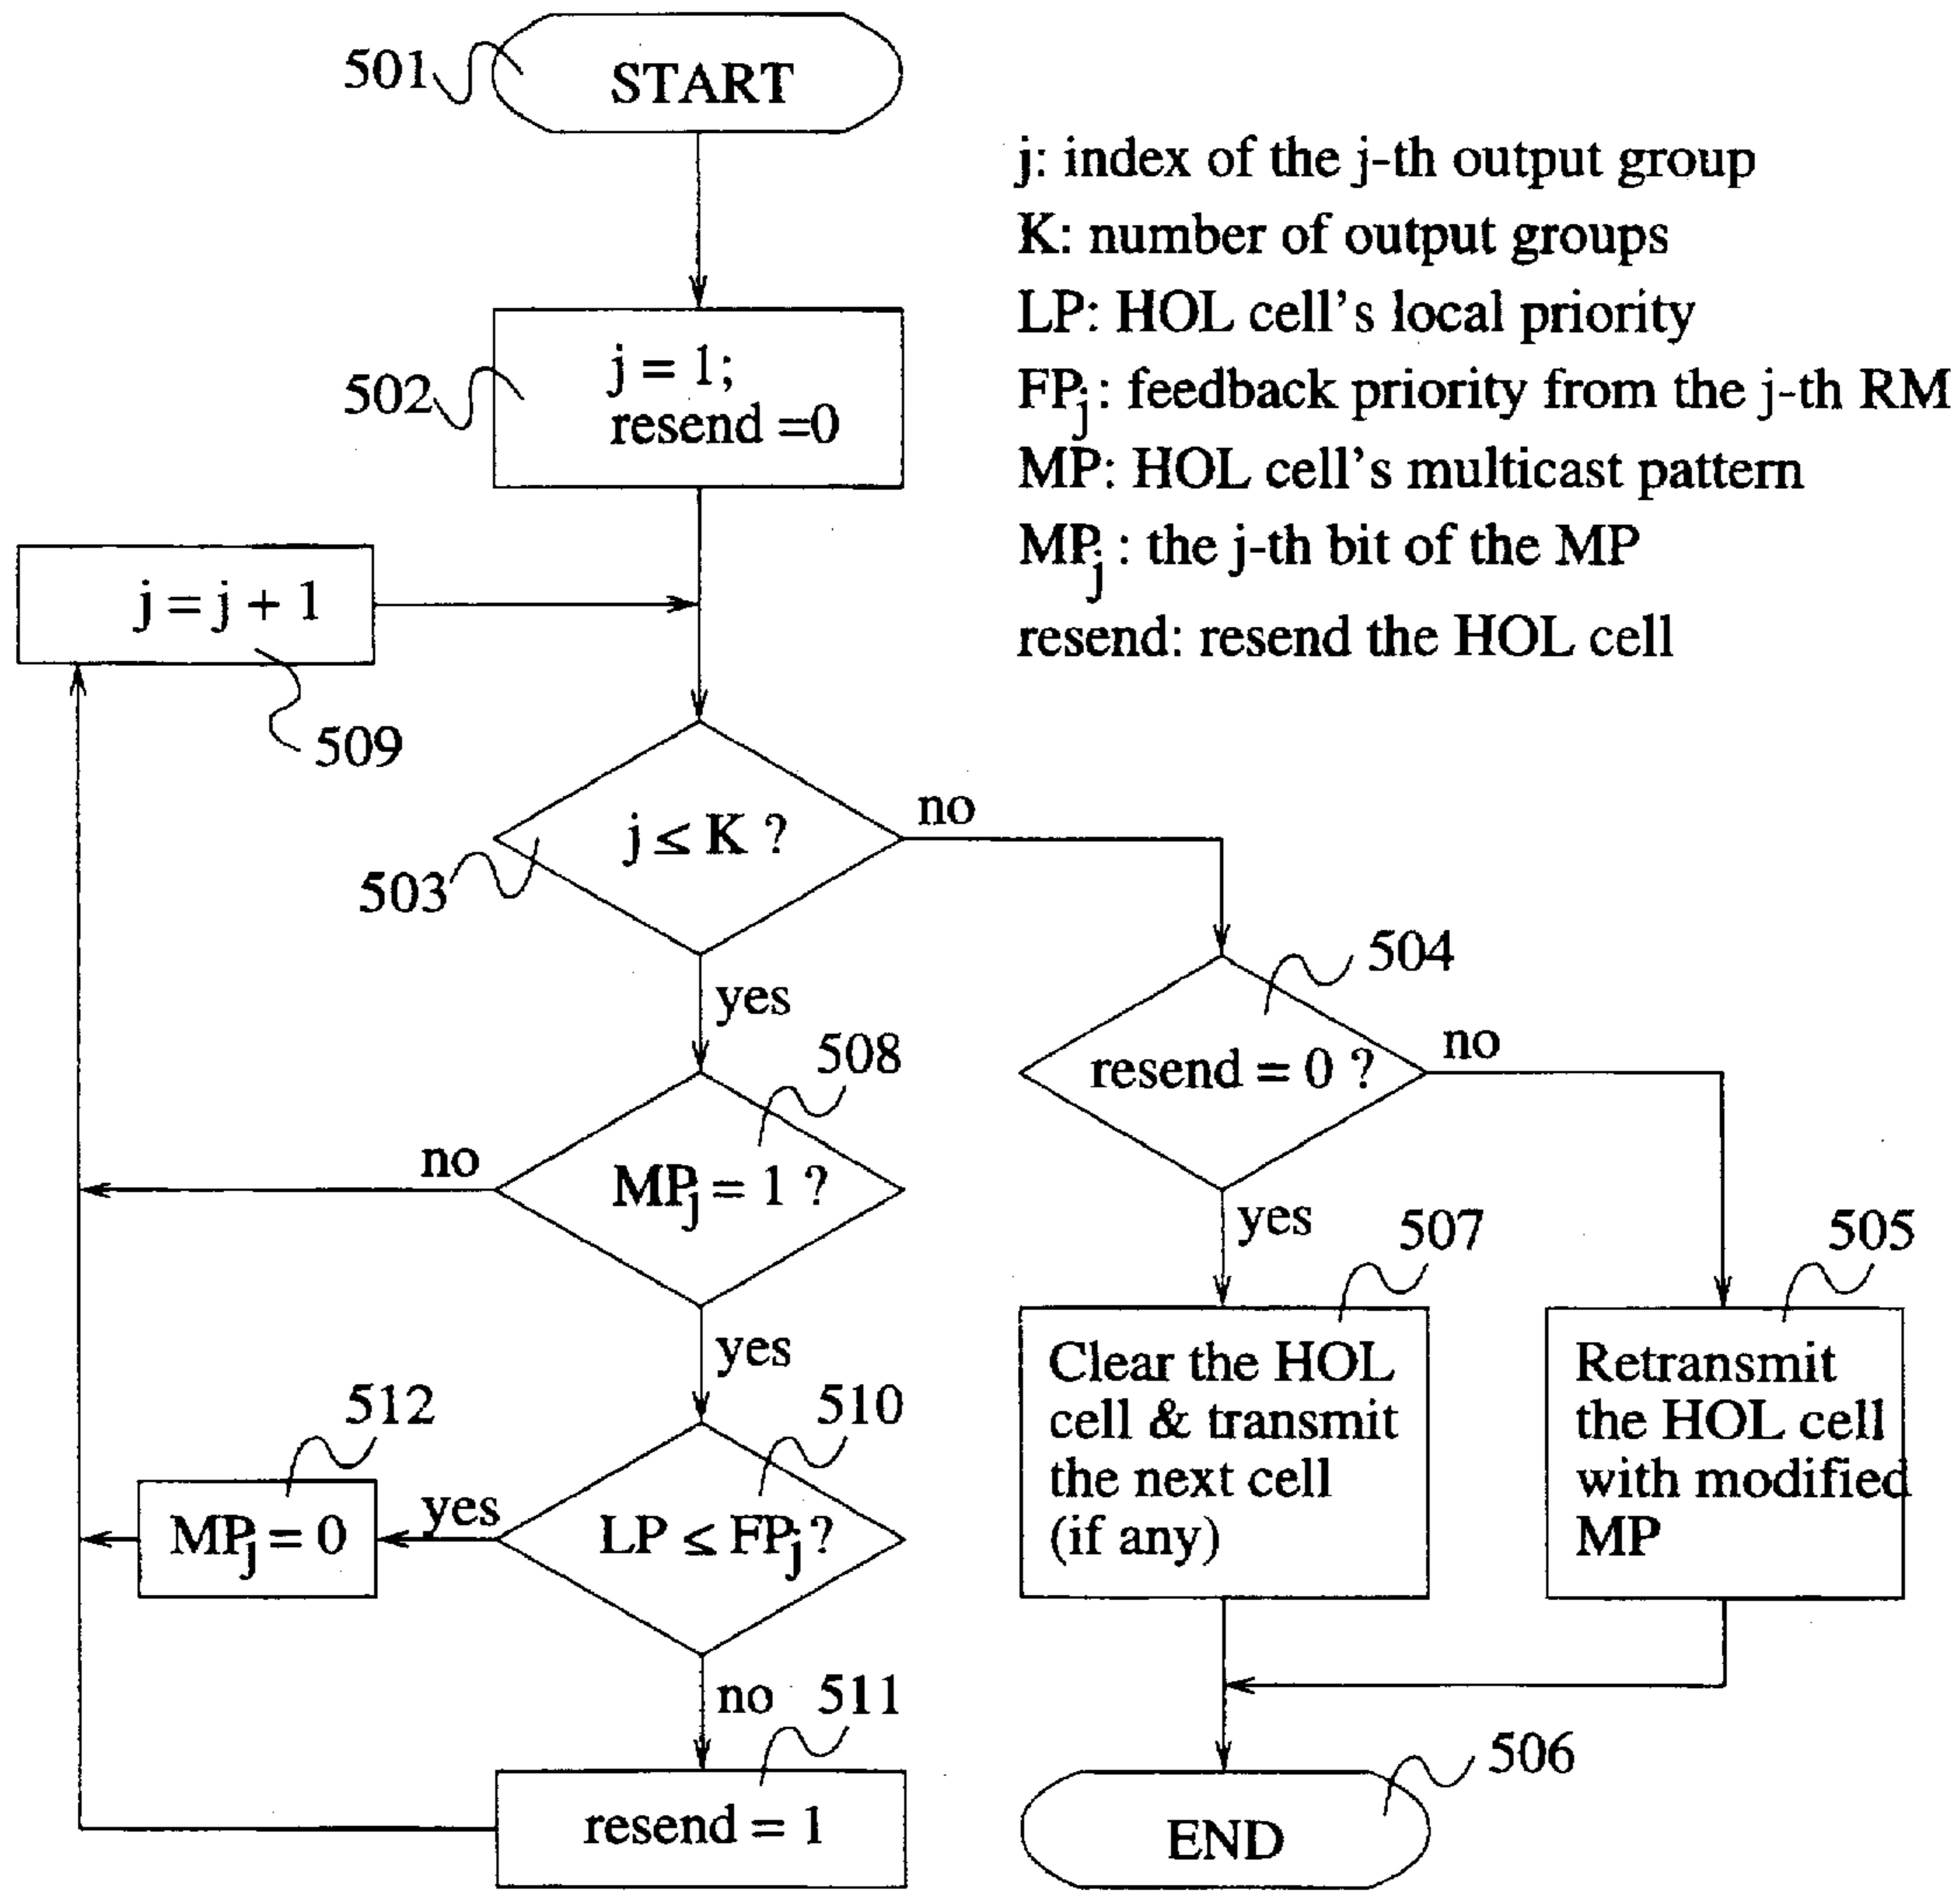 501
START
j: index of the j-th output group
K: number of output groups
LP: HOL cell's local priority
FPj: feedback priority from the j-th RM
MP: HOL cell's multicast pattern
MPj : the j-th bit of the MP
resend: resend the HOL cell
502
j = 1;
resend =0
j = j + 1
509
j ≤ K ?
no
503
yes
504
resend = 0 ?
no
508
MPj = 1 ?
no
yes
507
505
Clear the HOL
cell & transmit
the next cell
(if any)
Retransmit
the HOL cell
with modified
MP
yes
510
512
LP ≤ FPj ?
yes
MPj = 0
no
511
resend = 1
506
END